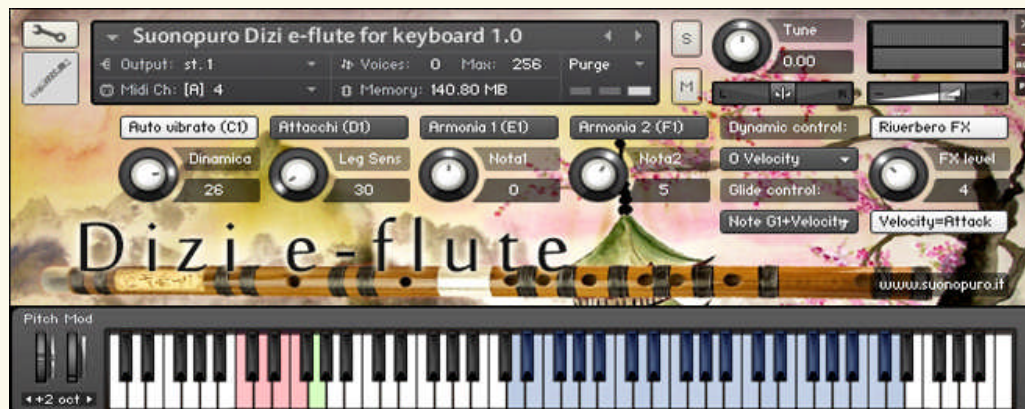 Suonopuro Dizi e-flute for keyboard 1.0
Output: st.1 Voices: 0 Max: 256 Purge
Midi Ch: [A] 4 Memory: 140.80 MB
S
M
Tune
0.00
L R
- +
Auto vibrato (C1) Attacchi (D1) Armonia 1 (E1) Armonia 2 (F1) Dynamic control: Riverbero FX
Dinamica Leg Sens Nota1 Nota2 0 Velocity FX level
26 30 0 5 Glide control: 4
Note G1+Velocity Velocity=Attack
Dizi e-flute
www.suonopuro.it
Pitch Mod
+2 oct